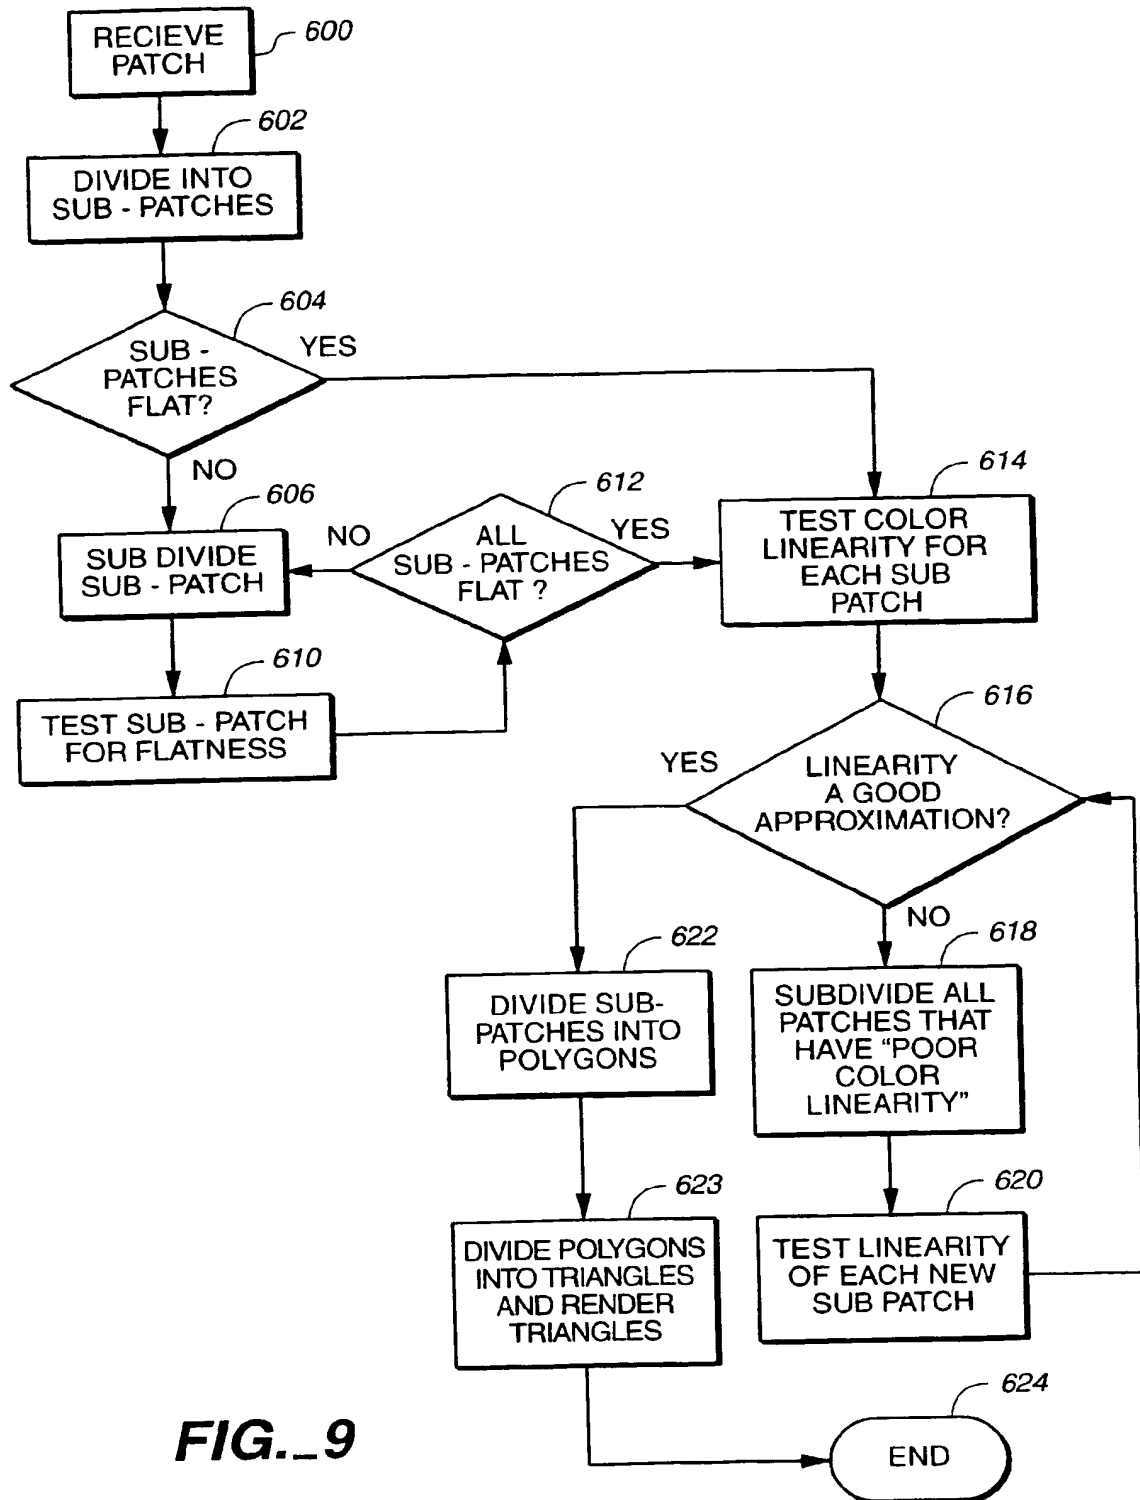 RECIEVE
PATCH
600
602
DIVIDE INTO
SUB - PATCHES
604
SUB -
PATCHES
FLAT?
YES
NO
606
SUB DIVIDE
SUB - PATCH
610
TEST SUB - PATCH
FOR FLATNESS
612
ALL
SUB - PATCHES
FLAT ?
NO
YES
614
TEST COLOR
LINEARITY FOR
EACH SUB
PATCH
616
LINEARITY
A GOOD
APPROXIMATION?
YES
NO
618
SUBDIVIDE ALL
PATCHES THAT
HAVE “POOR
COLOR
LINEARITY”
620
TEST LINEARITY
OF EACH NEW
SUB PATCH
622
DIVIDE SUB-
PATCHES INTO
POLYGONS
623
DIVIDE POLYGONS
INTO TRIANGLES
AND RENDER
TRIANGLES
624
END
FIG._9